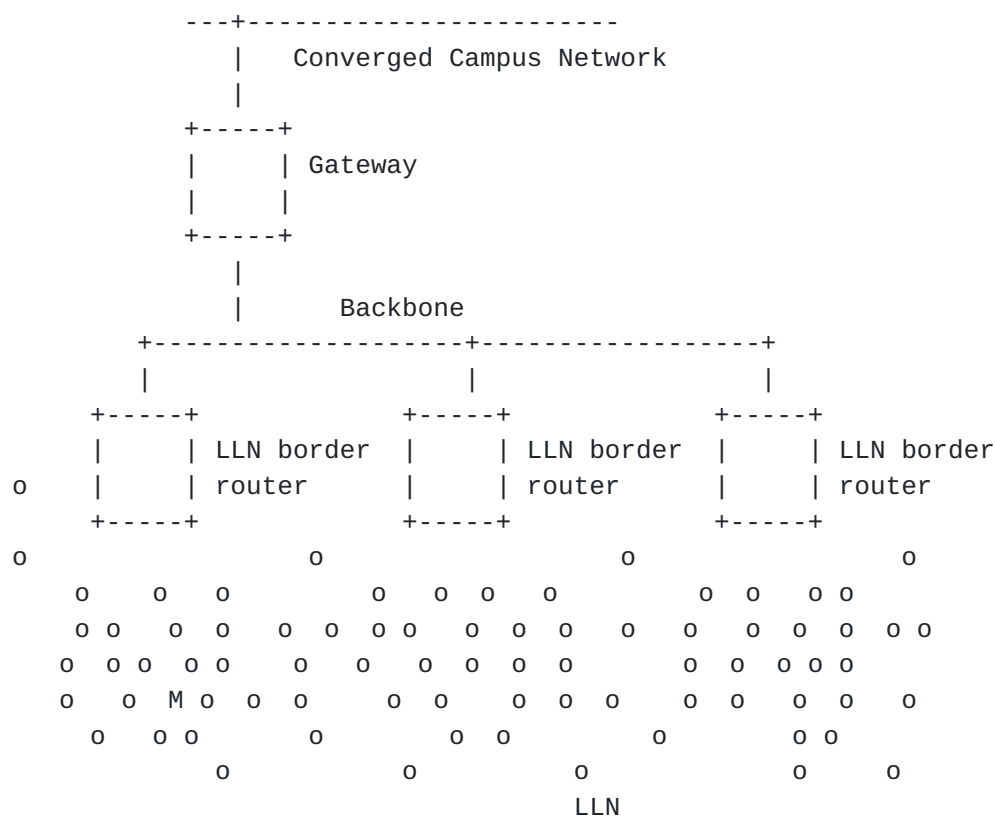 ---+------------------------
|    Converged Campus Network
|
+-----+
|     | Gateway
|     |
+-----+
|
|      Backbone
+--------------------+------------------+
|                    |                  |
+-----+             +-----+             +-----+
|     | LLN border  |     | LLN border  |     | LLN border
o    |     | router      |     | router      |     | router
+-----+             +-----+             +-----+
o                  o                   o                 o
o    o   o         o   o  o   o         o  o   o o
o o   o  o   o  o  o o   o  o  o   o   o   o  o  o  o o
o  o o  o o    o   o   o  o  o  o       o  o  o o o
o   o  M o  o  o     o  o    o  o  o    o  o   o  o   o
o   o o       o        o  o         o        o o
o           o          o             o     o
LLN